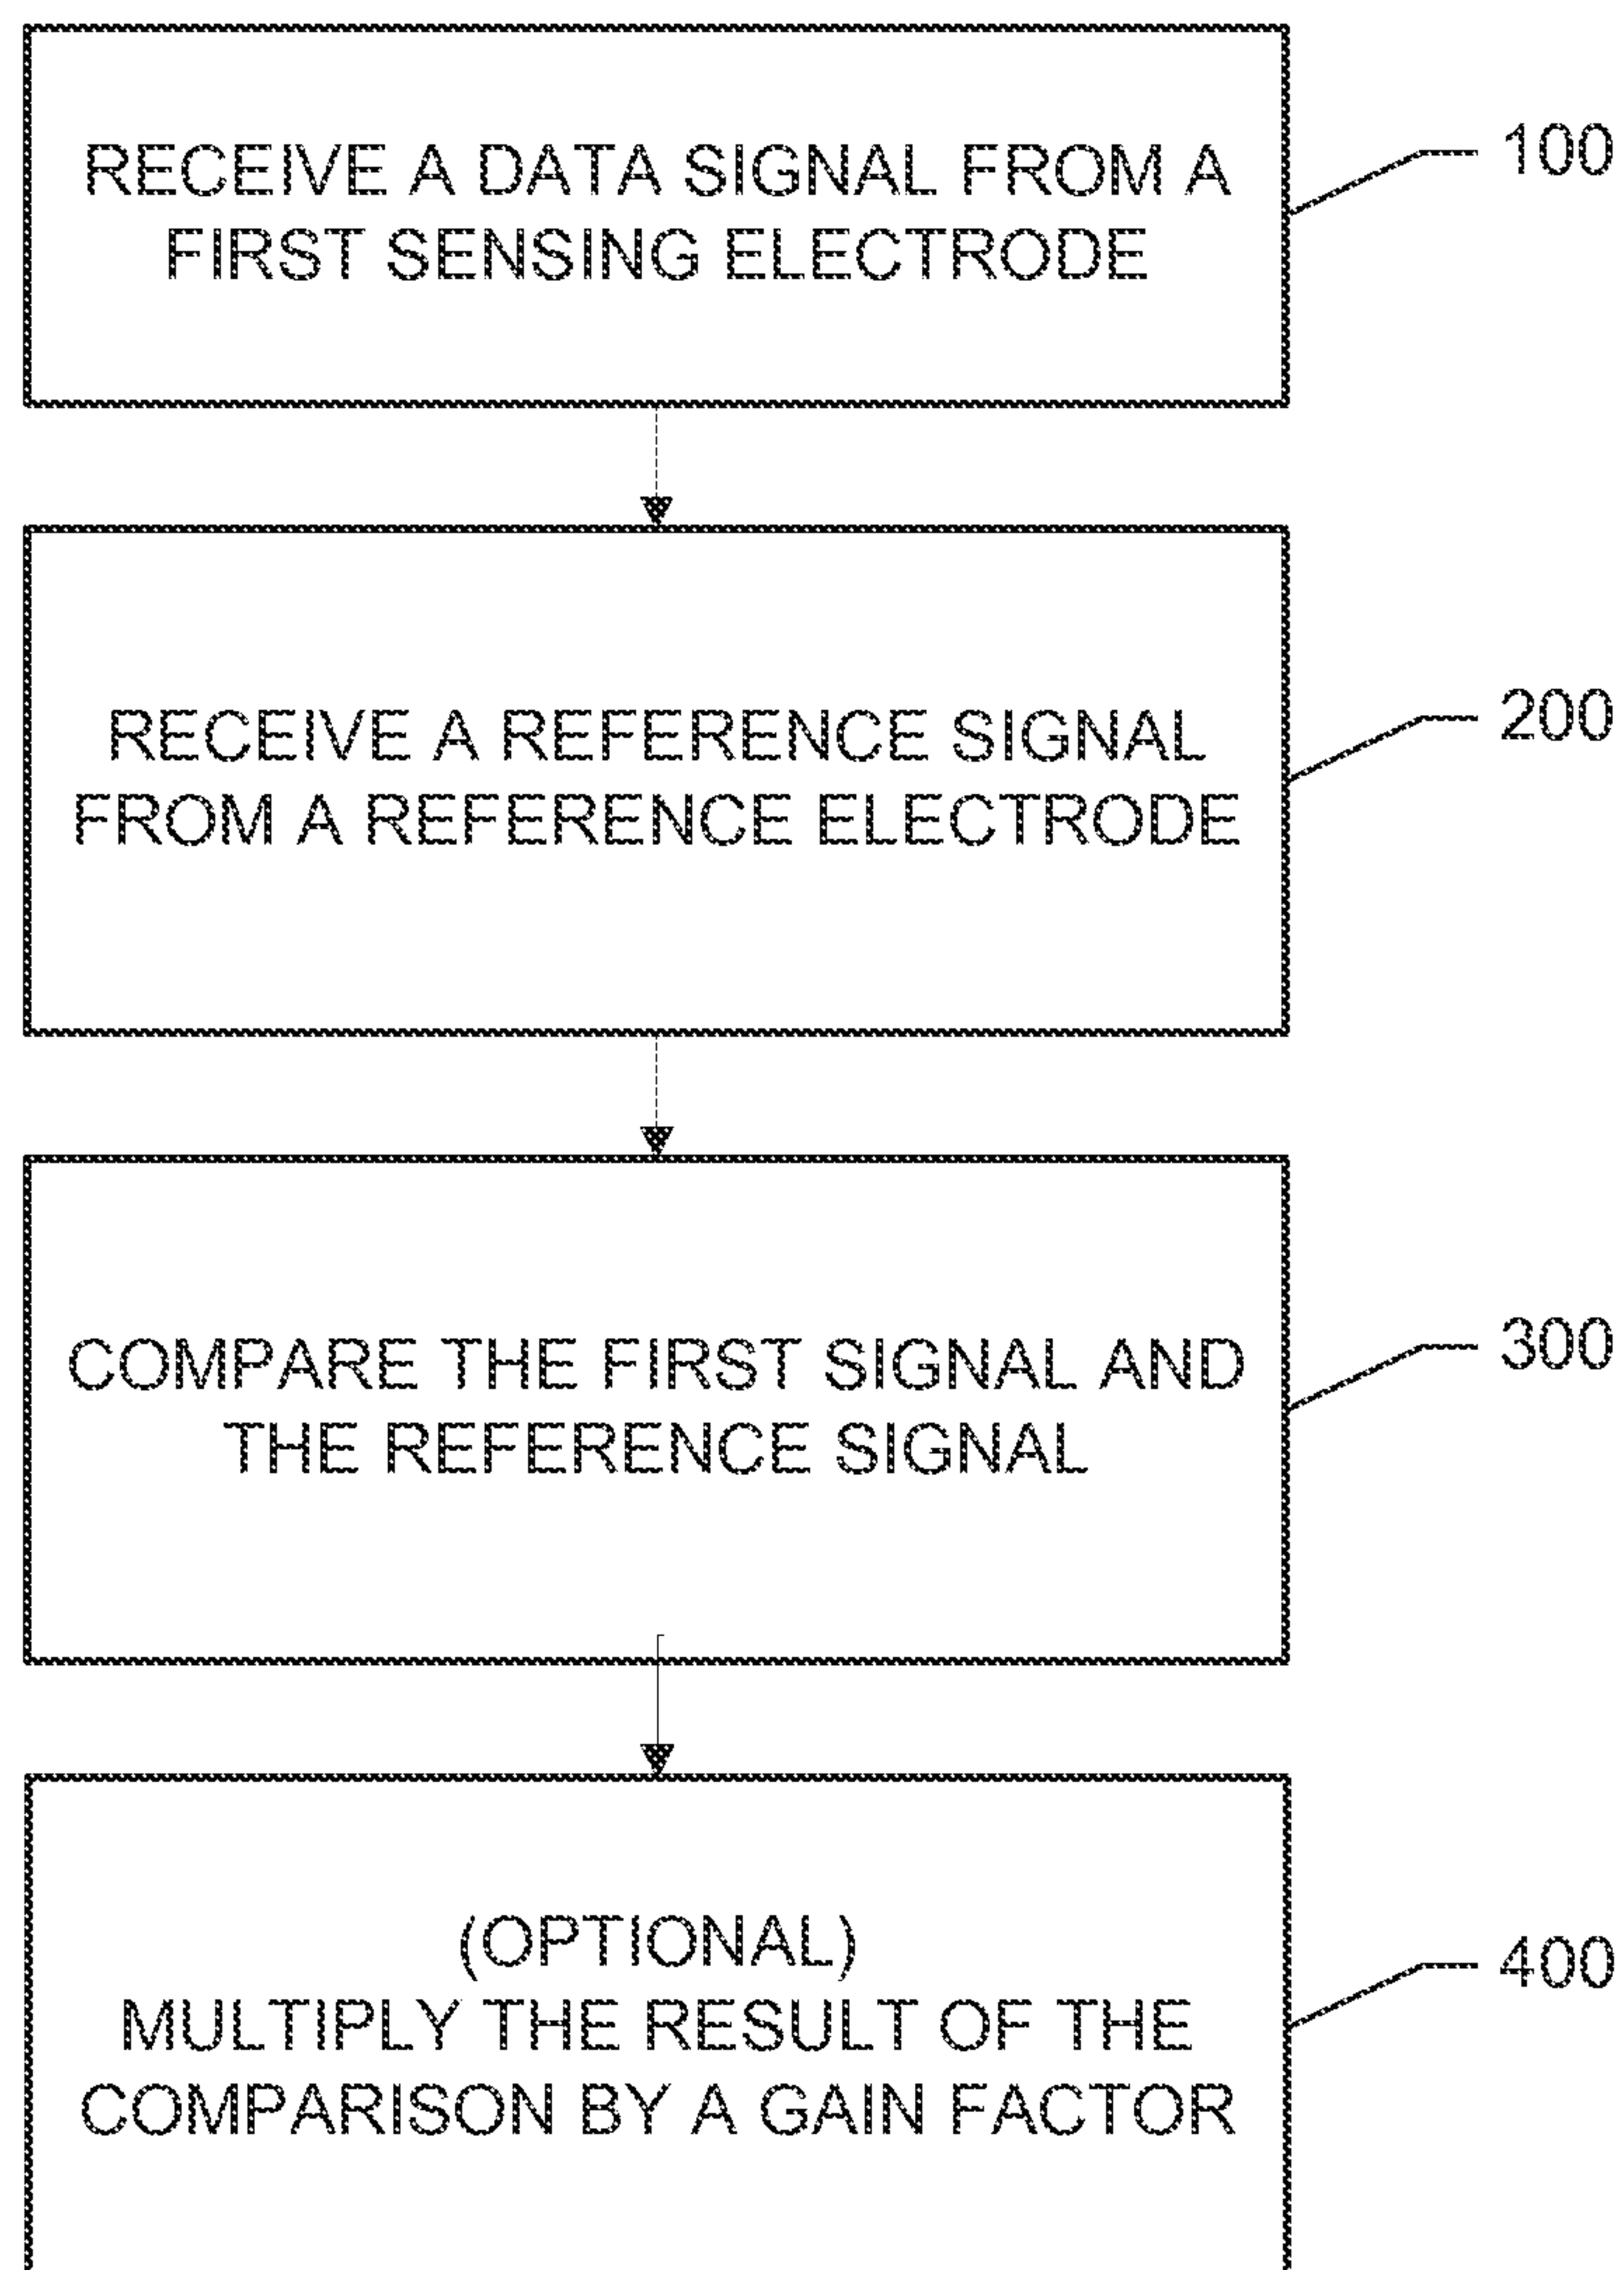 RECEIVE A DATA SIGNAL FROM A
FIRST SENSING ELECTRODE
100
RECEIVE A REFERENCE SIGNAL
FROM A REFERENCE ELECTRODE
200
COMPARE THE FIRST SIGNAL AND
THE REFERENCE SIGNAL
300
(OPTIONAL)
MULTIPLY THE RESULT OF THE
COMPARISON BY A GAIN FACTOR
400